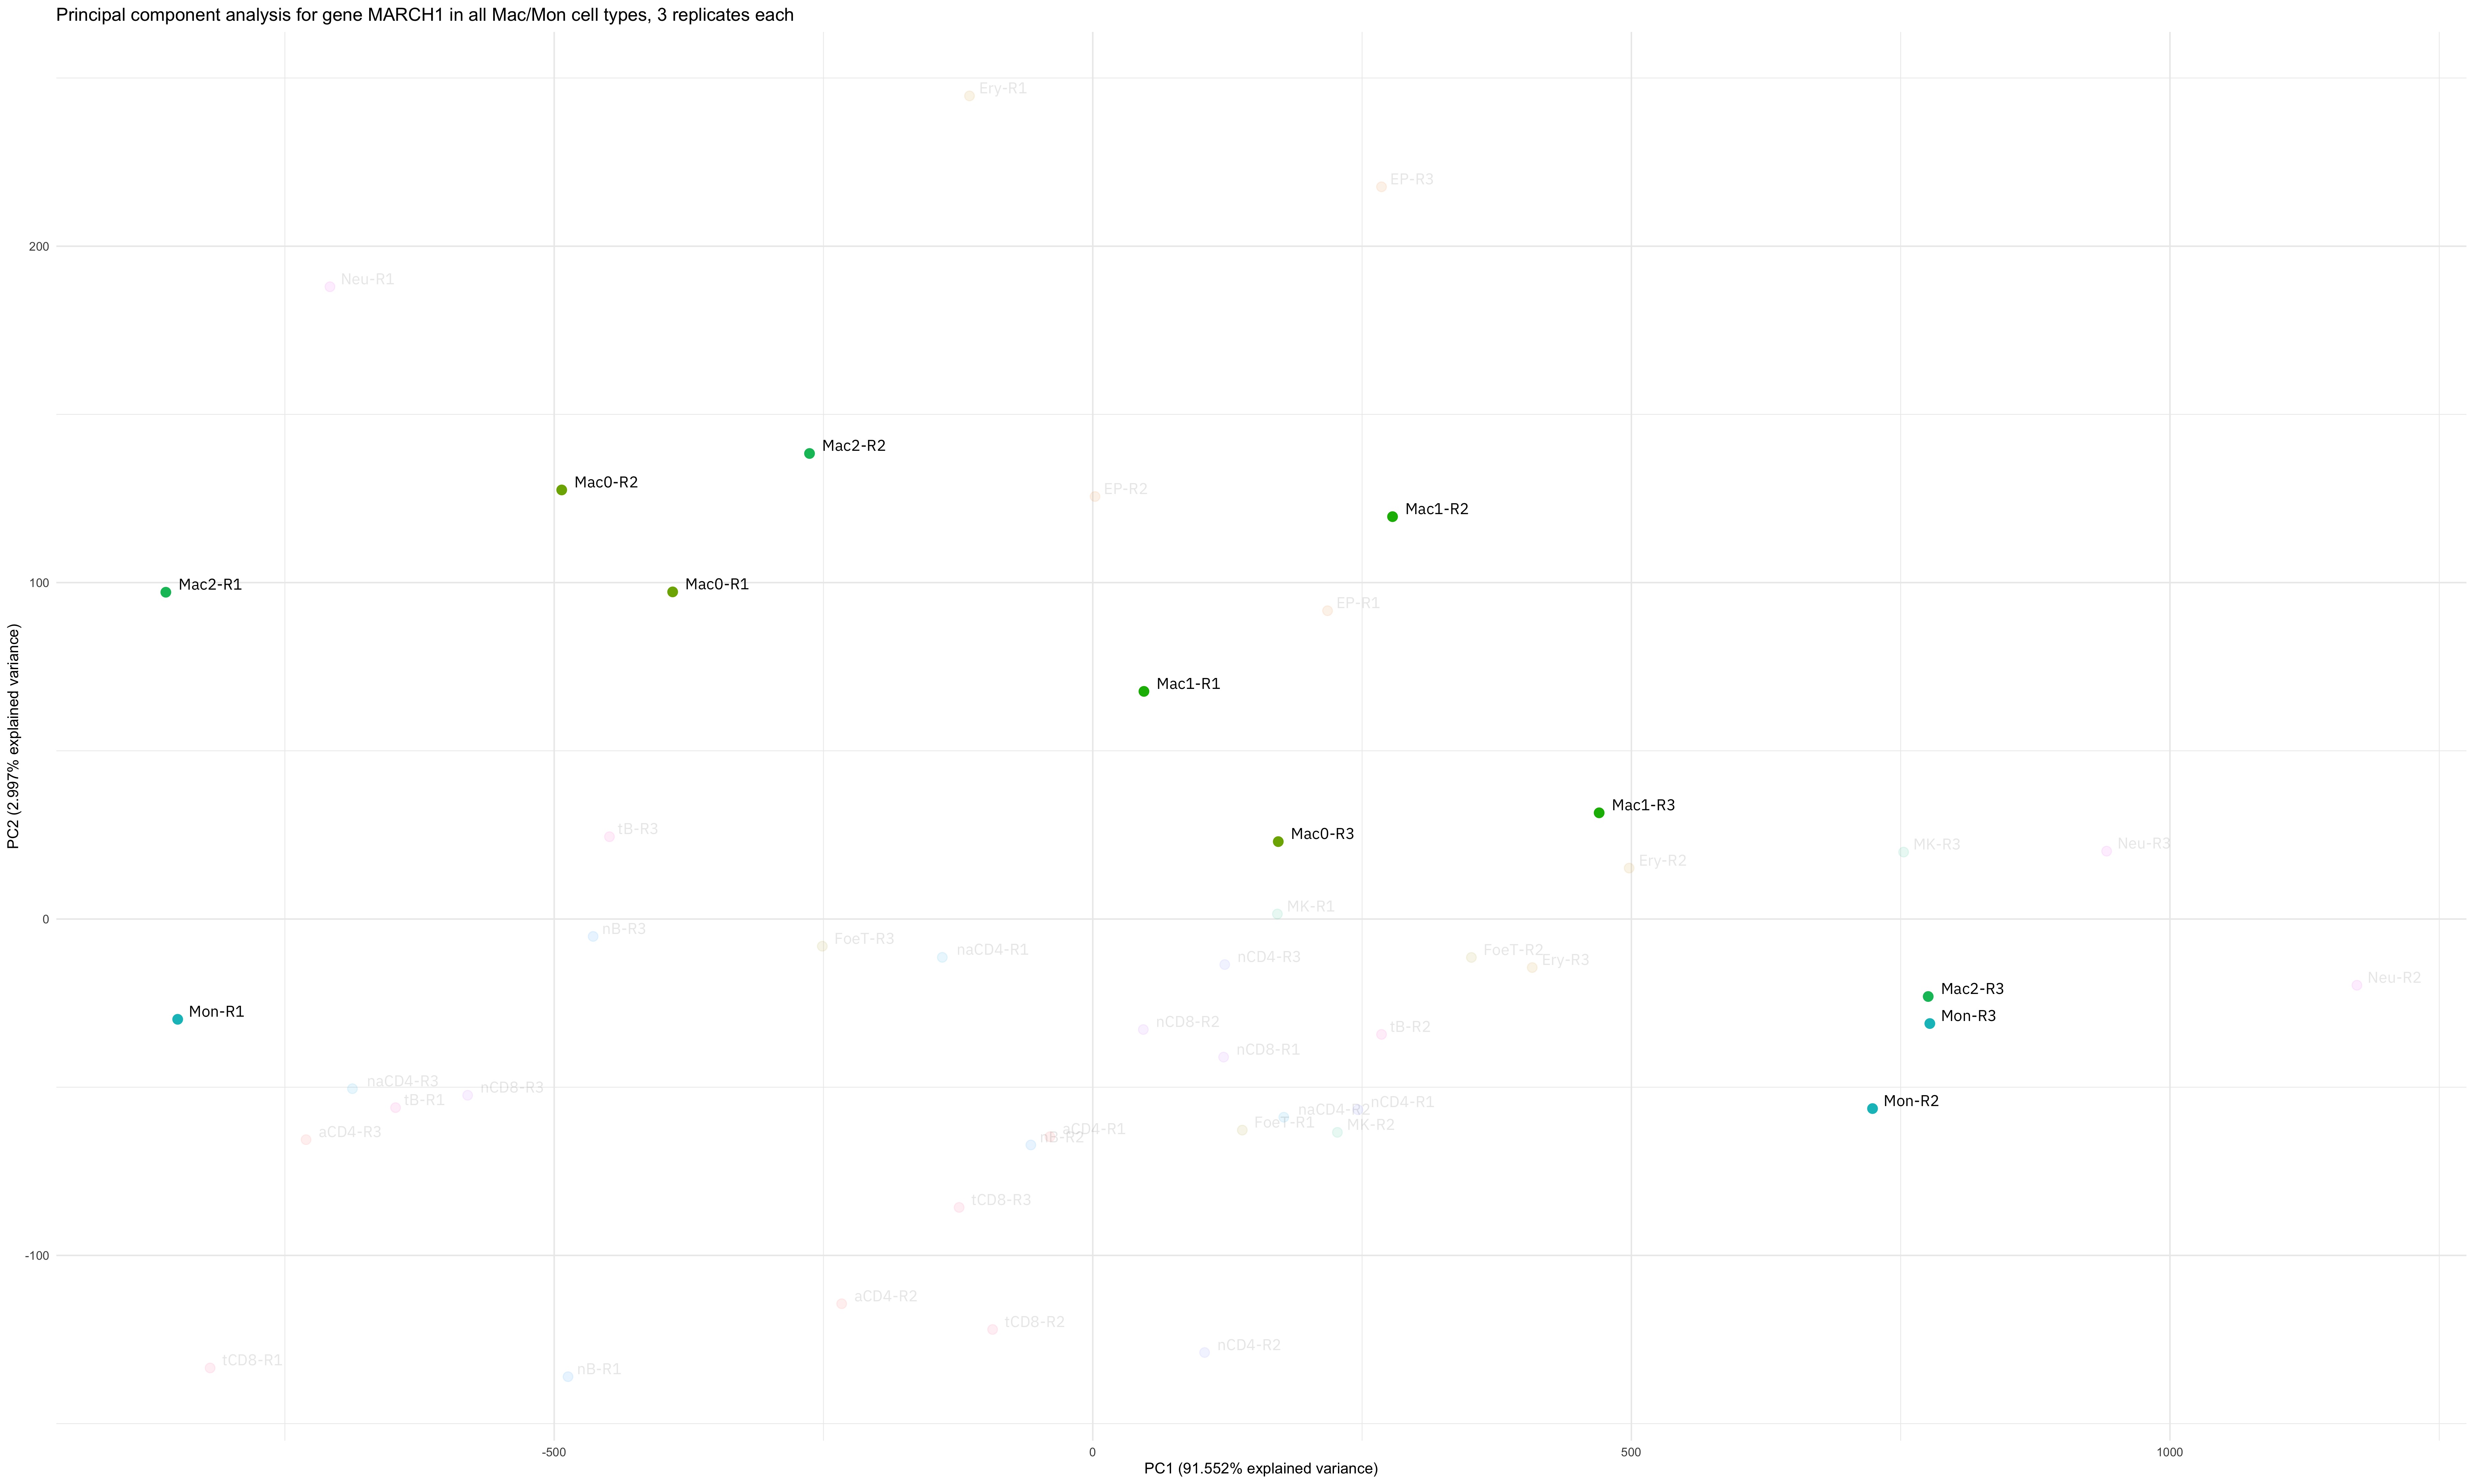 Principal component analysis for gene MARCH1 in all Mac/Mon cell types, 3 replicates each
Ery-R1
EP-R3
200
Neu-R1
Mac2-R2
Mac0-R2
EP-R2
Mac1-R2
100
Mac2-R1
Mac0-R1
EP-R1
Mac1-R1
PC2 (2.997% explained variance)
Mac1-R3
tB-R3
Mac0-R3
MK-R3
Neu-R3
Ery-R2
0
MK-R1
nB-R3
FoeT-R3
naCD4-R1
nCD4-R3
FoeT-R2
Ery-R3
Neu-R2
Mac2-R3
Mon-R1
Mon-R3
nCD8-R2
tB-R2
nCD8-R1
naCD4-R3
nCD8-R3
tB-R1
Mon-R2
nCD4-R1
naCD4-R2
FoeT-R1
MK-R2
aCD4-R3
aCD4-R1
nB-R2
tCD8-R3
-100
aCD4-R2
tCD8-R2
nCD4-R2
tCD8-R1
nB-R1
-500
0
500
1000
PC1 (91.552% explained variance)